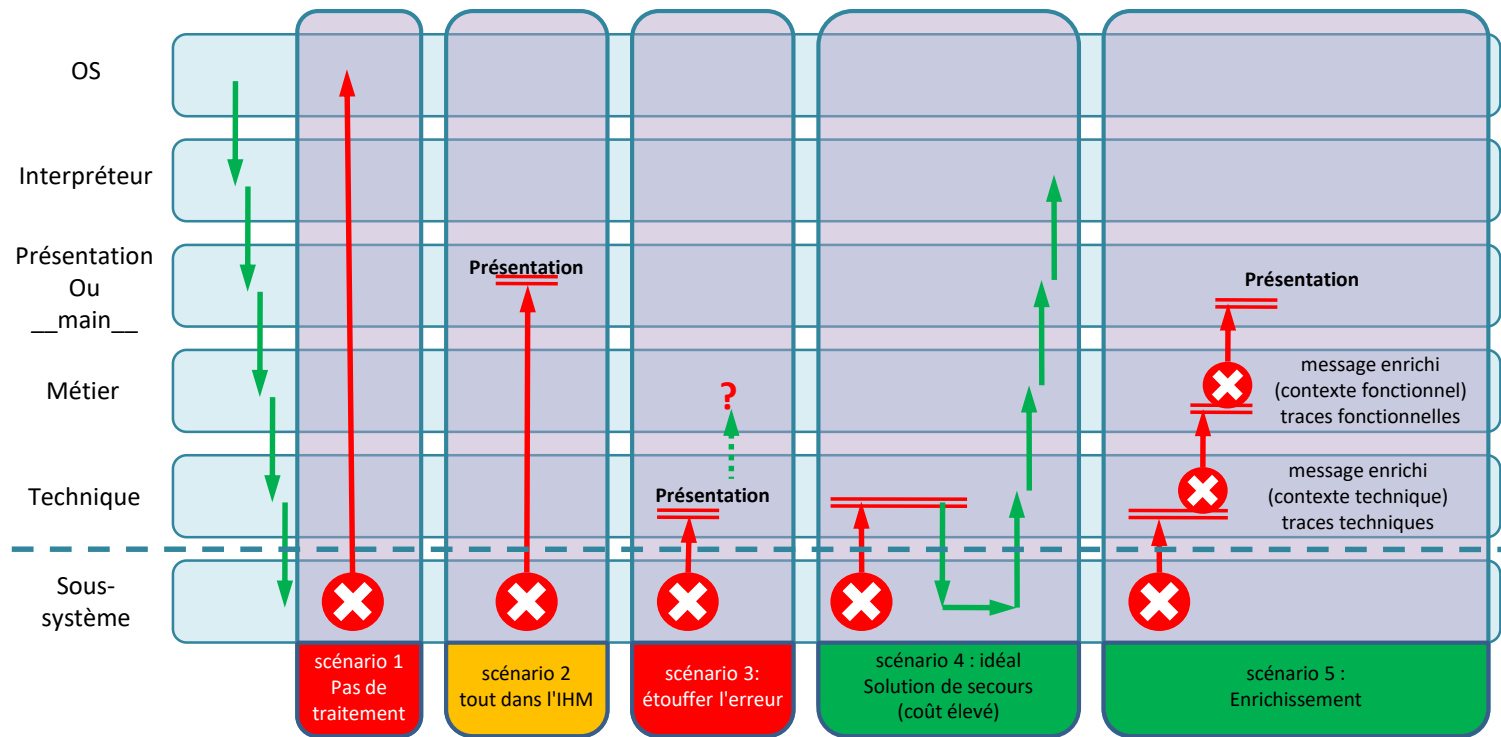 OS
Interpréteur
Présentation
Ou
__main__
Métier
Technique
Sous-
système
Présentation
?
Présentation
Présentation
message enrichi
(contexte fonctionnel)
traces fonctionnelles
message enrichi
(contexte technique)
traces techniques
scénario 1
Pas de
traitement
scénario 2
tout dans l'IHM
scénario 3:
étouffer l'erreur
scénario 4 : idéal
Solution de secours
(coût élevé)
scénario 5 :
Enrichissement